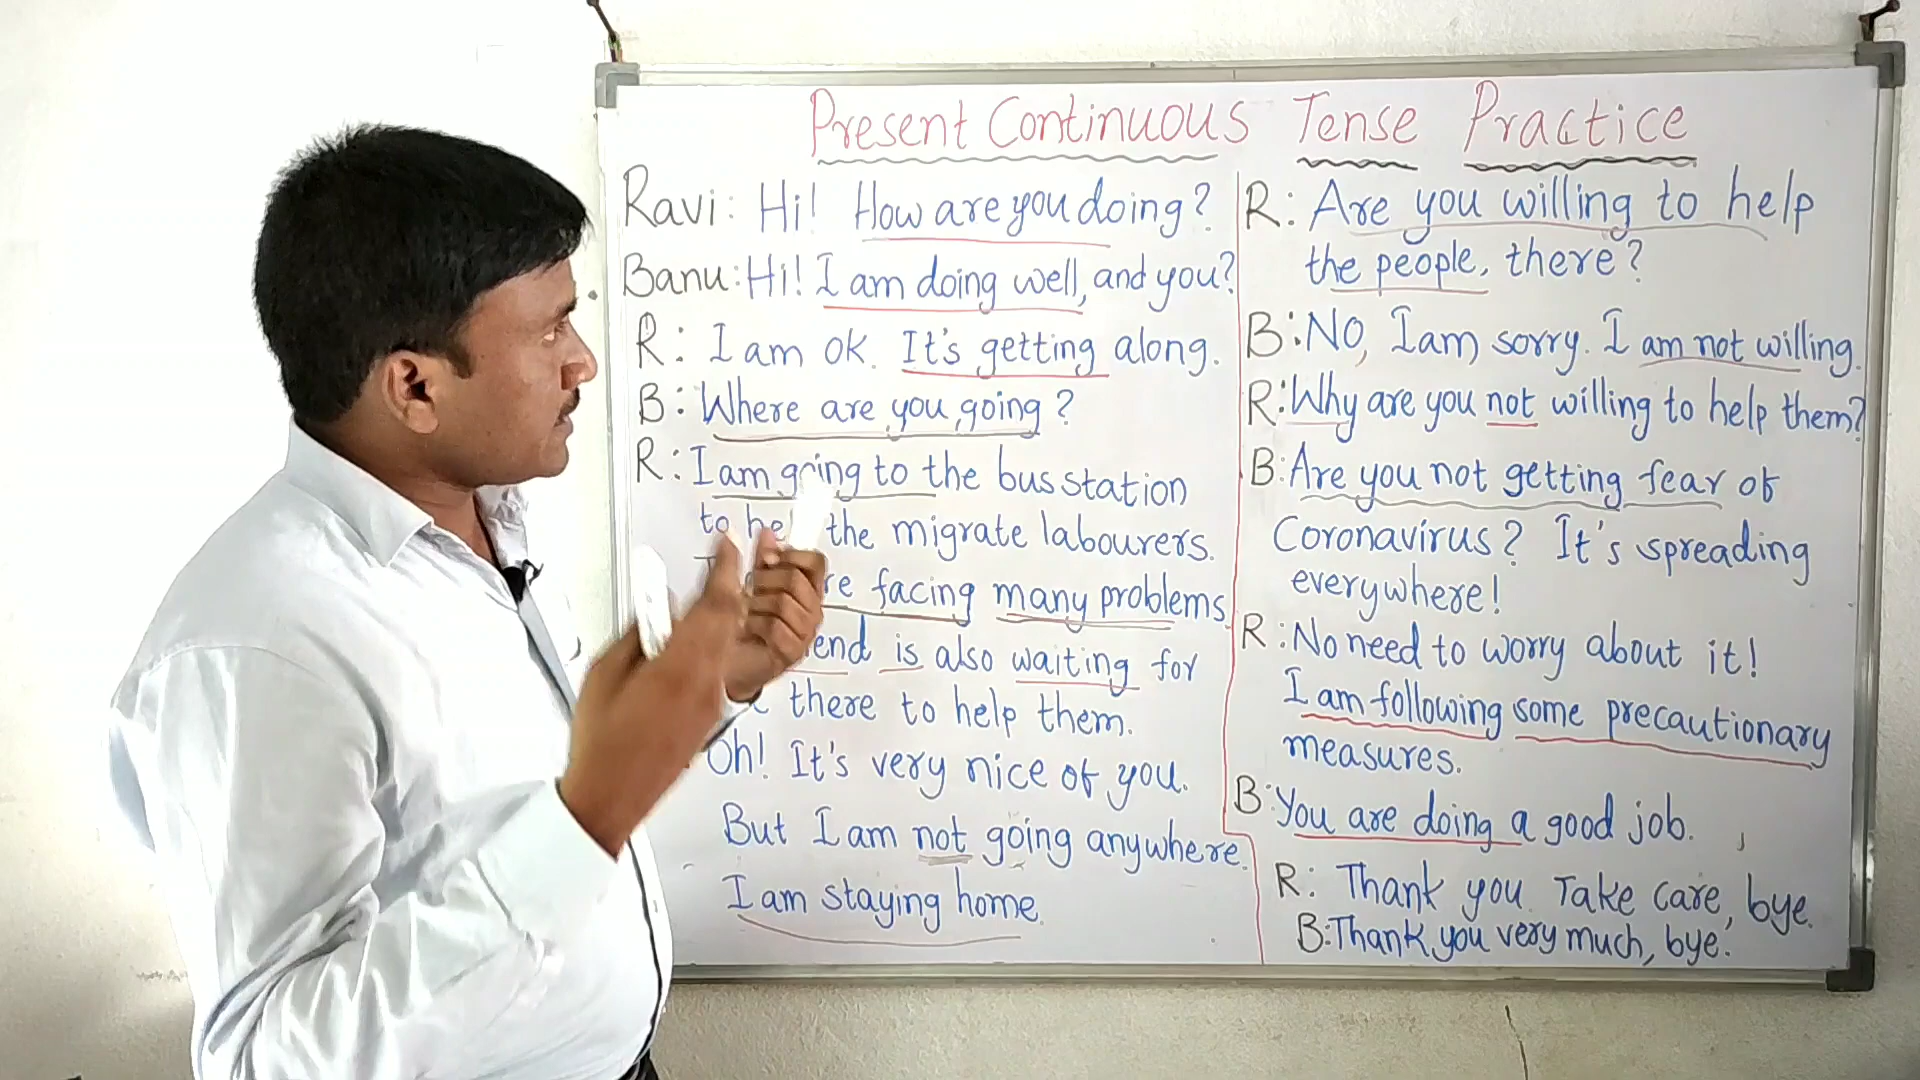 Present Continuous Tense Practice
Ravi: Hi! How are you doing?
Banu: Hi! I am doing well, and you?
R: I am ok. It's getting along.
B: Where are you going?
R: I am going to the bus station
to the migrate labourers.
facing many problems.
is also waiting for
there to help them.
Oh! It's very nice of you.
But I am not going anywhere.
I am staying home.
R: Are you willing to help
the people, there?
B: No, I am sorry. I am not willing.
R: Why are you not willing to help them?
B: Are you not getting fear of
Coronavirus? It's spreading
everywhere!
R: No need to worry about it!
I am following some precautionary
measures.
B: You are doing a good job.
R: Thank you. Take care, bye.
B: Thank you very much, bye.